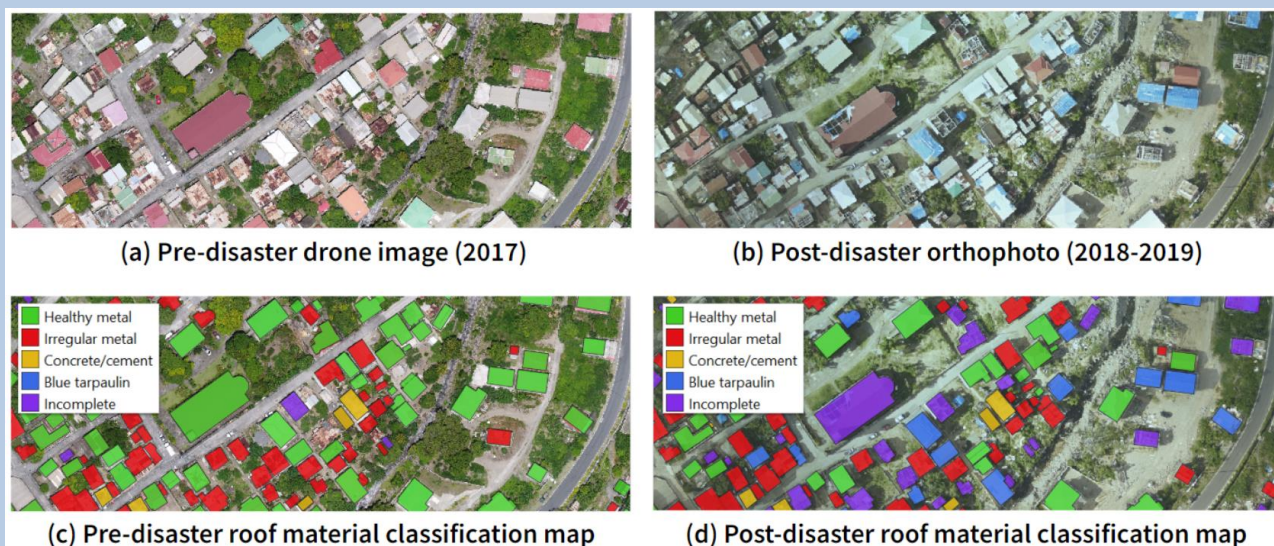 (a) Pre-disaster drone image (2017)
(b) Post-disaster orthophoto (2018-2019)
Healthy metal
Irregular metal
Concrete/cement
Blue tarpaulin
Incomplete
Healthy metal
Irregular metal
Concrete/cement
Blue tarpaulin
Incomplete
(c) Pre-disaster roof material classification map
(d) Post-disaster roof material classification map